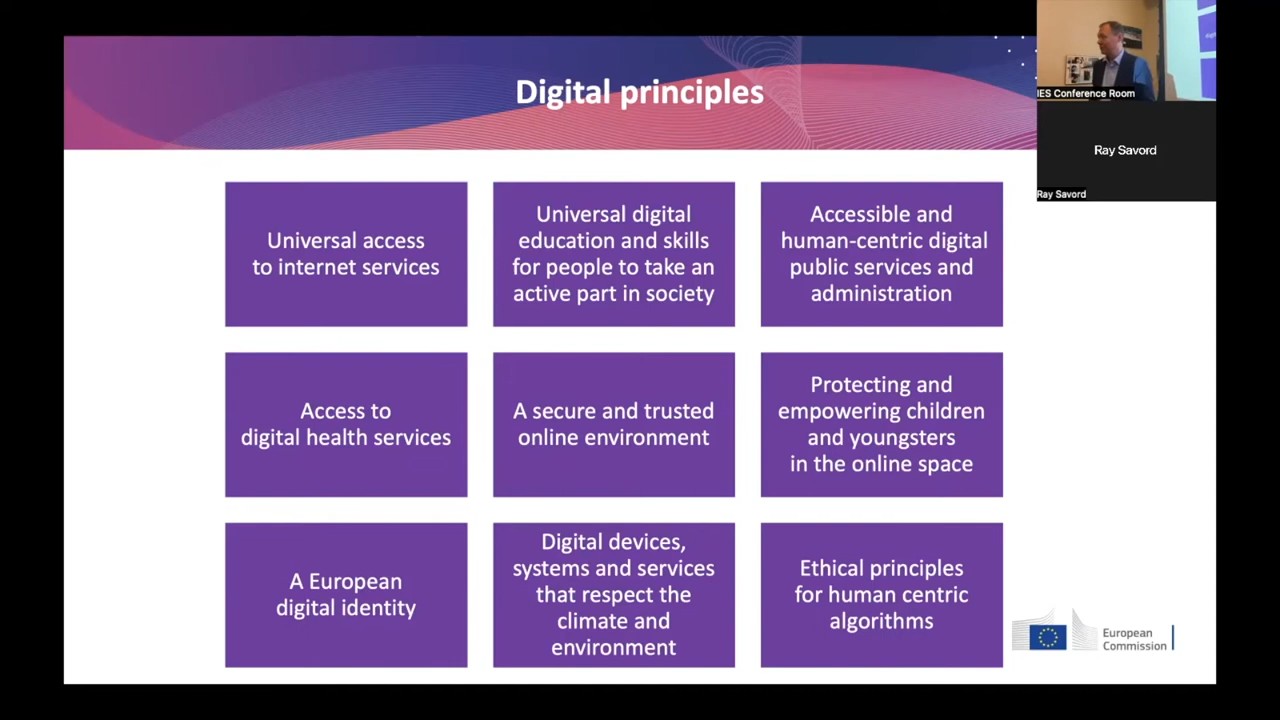 Digital principles
IES Conference Room
Ray Savord
Ray Savord
Universal access
to internet services
Universal digital
education and skills
for people to take an
active part in society
Accessible and
human-centric digital
public services and
administration
Access to
digital health services
A secure and trusted
online environment
Protecting and
empowering children
and youngsters
in the online space
A European
digital identity
Digital devices,
systems and services
that respect the
climate and
environment
Ethical principles
for human centric
algorithms
European
Commission